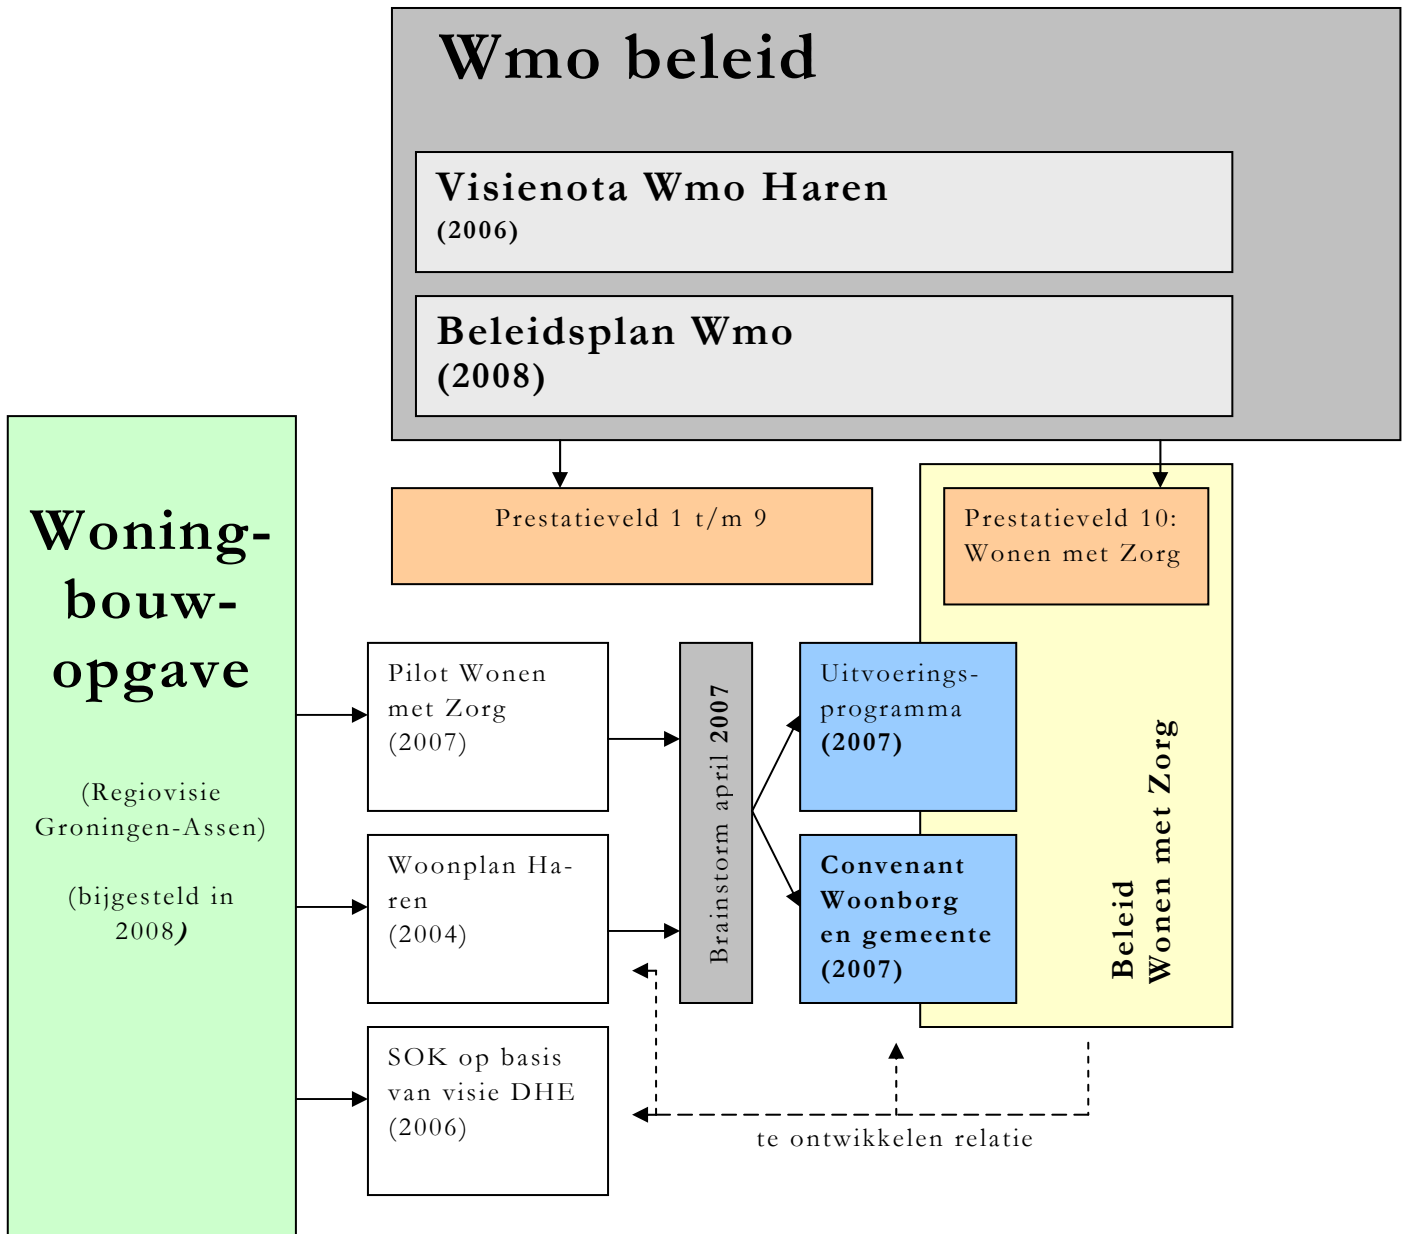 Wmo beleid
Visienota Wmo Haren
(2006)
Beleidsplan Wmo
(2008)
Woning-
bouw-
opgave
(Regiovisie
Groningen-Assen)
(bijgesteld in
2008)
Prestatieveld 1 t/m 9
Prestatieveld 10:
Wonen met Zorg
Pilot Wonen
met Zorg
(2007)
Woonplan Ha-
ren
(2004)
SOK op basis
van visie DHE
(2006)
Brainstorm april 2007
Uitvoerings-
programma
(2007)
Convenant
Woonborg
en gemeente
(2007)
Beleid
Wonen met Zorg
te ontwikkelen relatie